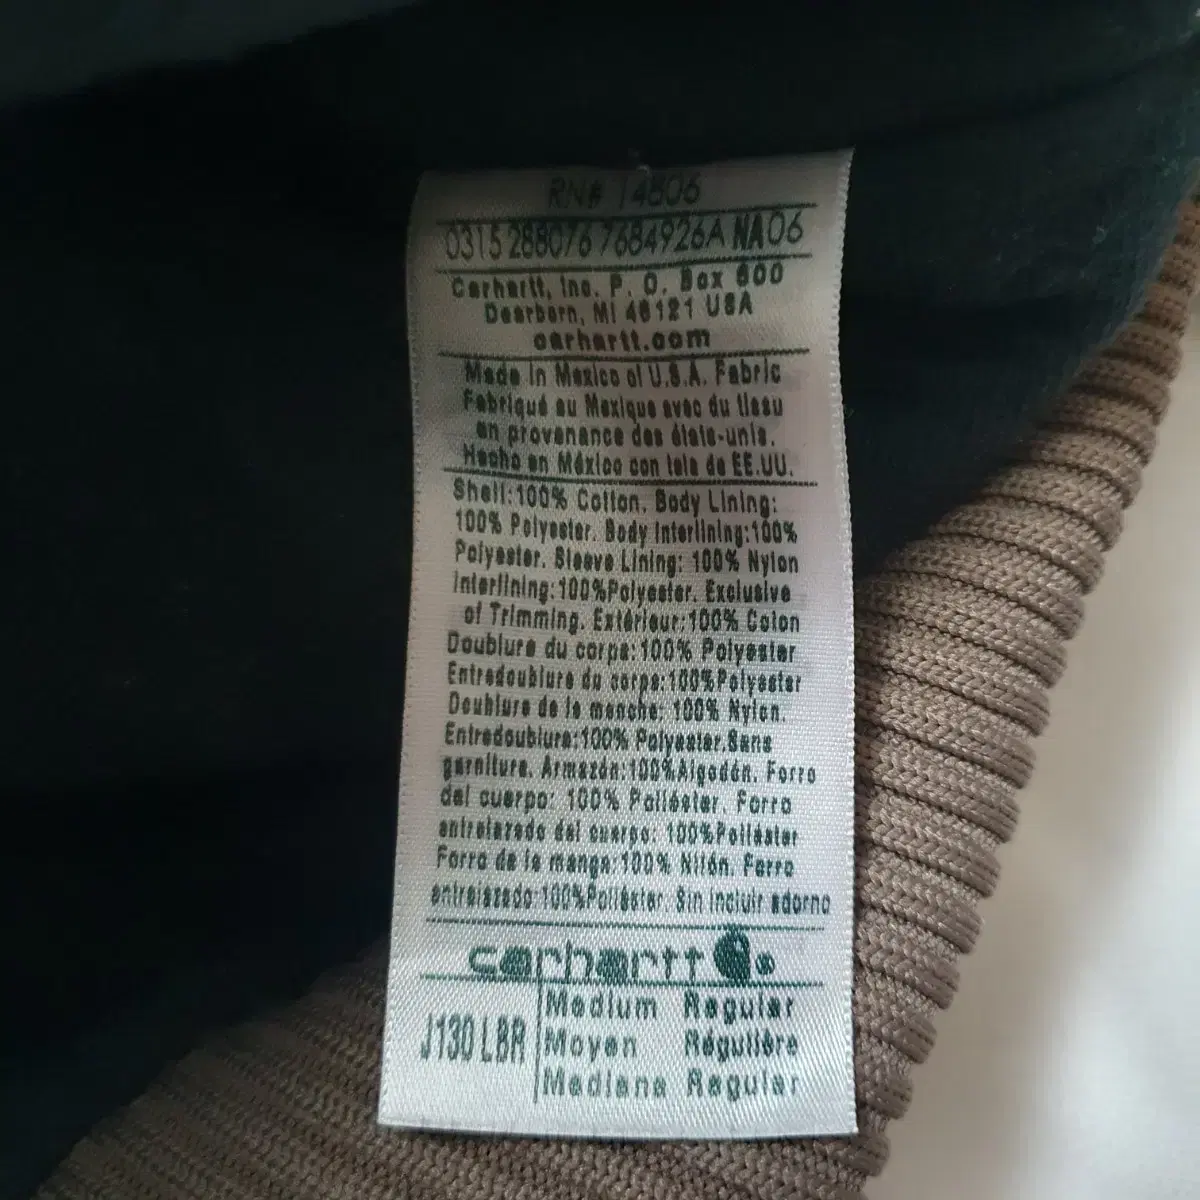 RN# 14806
0315 288076 7684926A NA06
Carhartt, Inc. P. O. Box 600
Dearborn, MI 48121 USA
carhartt.com
Made in Mexico of U.S.A. Fabric
Fabriqué au Mexique avec du tissu
en provenance des états-unis.
Hecho en México con tela de EE.UU.
Shell:100% Cotton. Body Lining:
100% Polyester. Body Interlining:100%
Polyester. Sleeve Lining: 100% Nylon
Interlining:100%Polyester. Exclusive
of Trimming. Extérieur:100% Coton
Doublure du corps:100% Polyester
Entredoublure du corps:100%Polyester
Doublure de la manche: 100% Nylon.
Entredoublure:100% Polyester.Sans
garniture. Armazón:100%Algodón. Forro
del cuerpo: 100% Poliéster. Forro
entrelazado del cuerpo: 100%Poliéster
Forro de la manga:100% Nilón. Forro
entrelazado:100%Poliéster. Sin incluir adorno
carhartt
J130 LBR
Medium Regular
Moyen Régulière
Mediana Regular